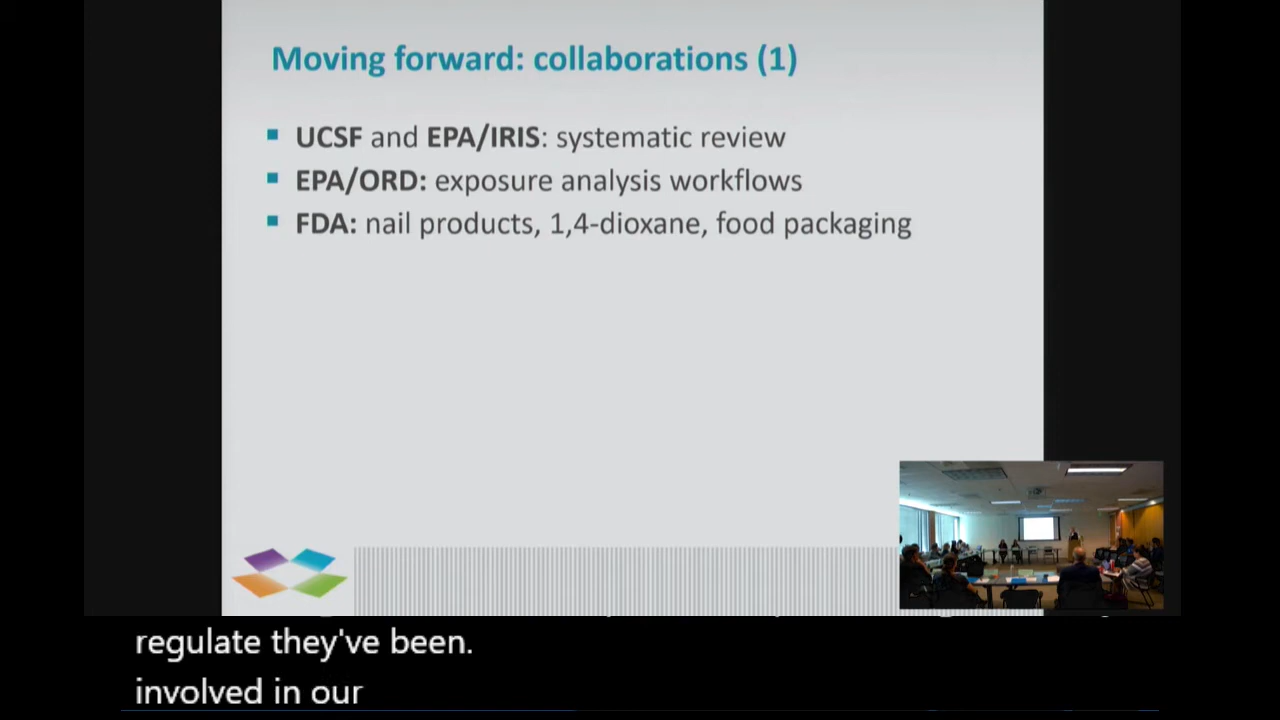 Moving forward: collaborations (1)
UCSF and EPA/IRIS: systematic review
EPA/ORD: exposure analysis workflows
FDA: nail products, 1,4-dioxane, food packaging
regulate they've been.
involved in our